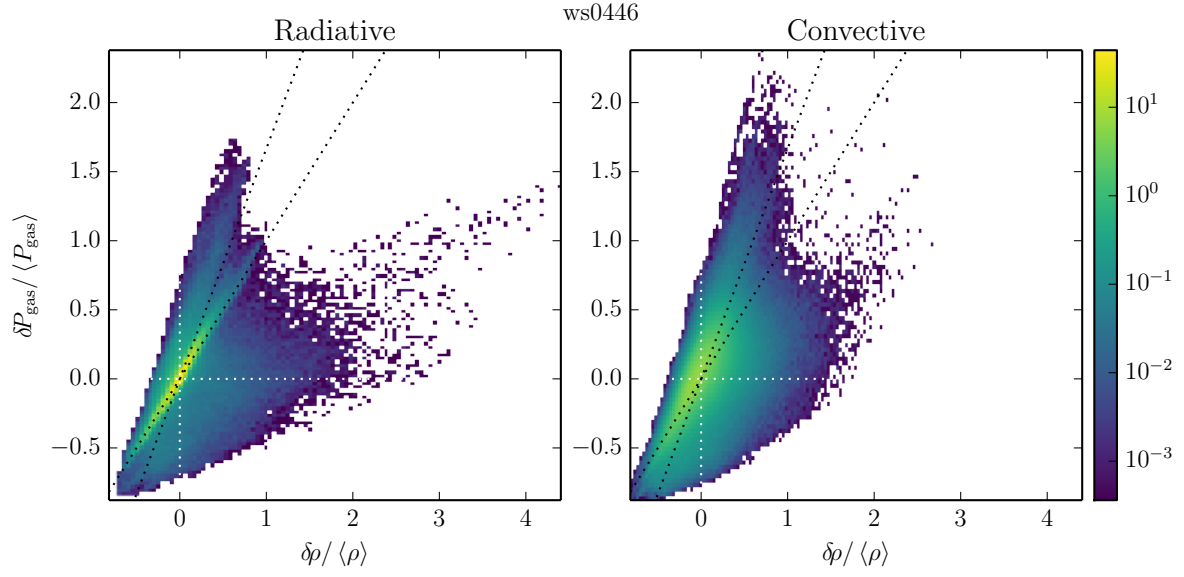 ws0446
Radiative
Convective
2.0
1.5
1.0
0.5
0.0
−0.5
δP_gas/ ⟨P_gas⟩
0 1 2 3 4
δρ/ ⟨ρ⟩
2.0
1.5
1.0
0.5
0.0
−0.5
0 1 2 3 4
δρ/ ⟨ρ⟩
10^1
10^0
10^−1
10^−2
10^−3